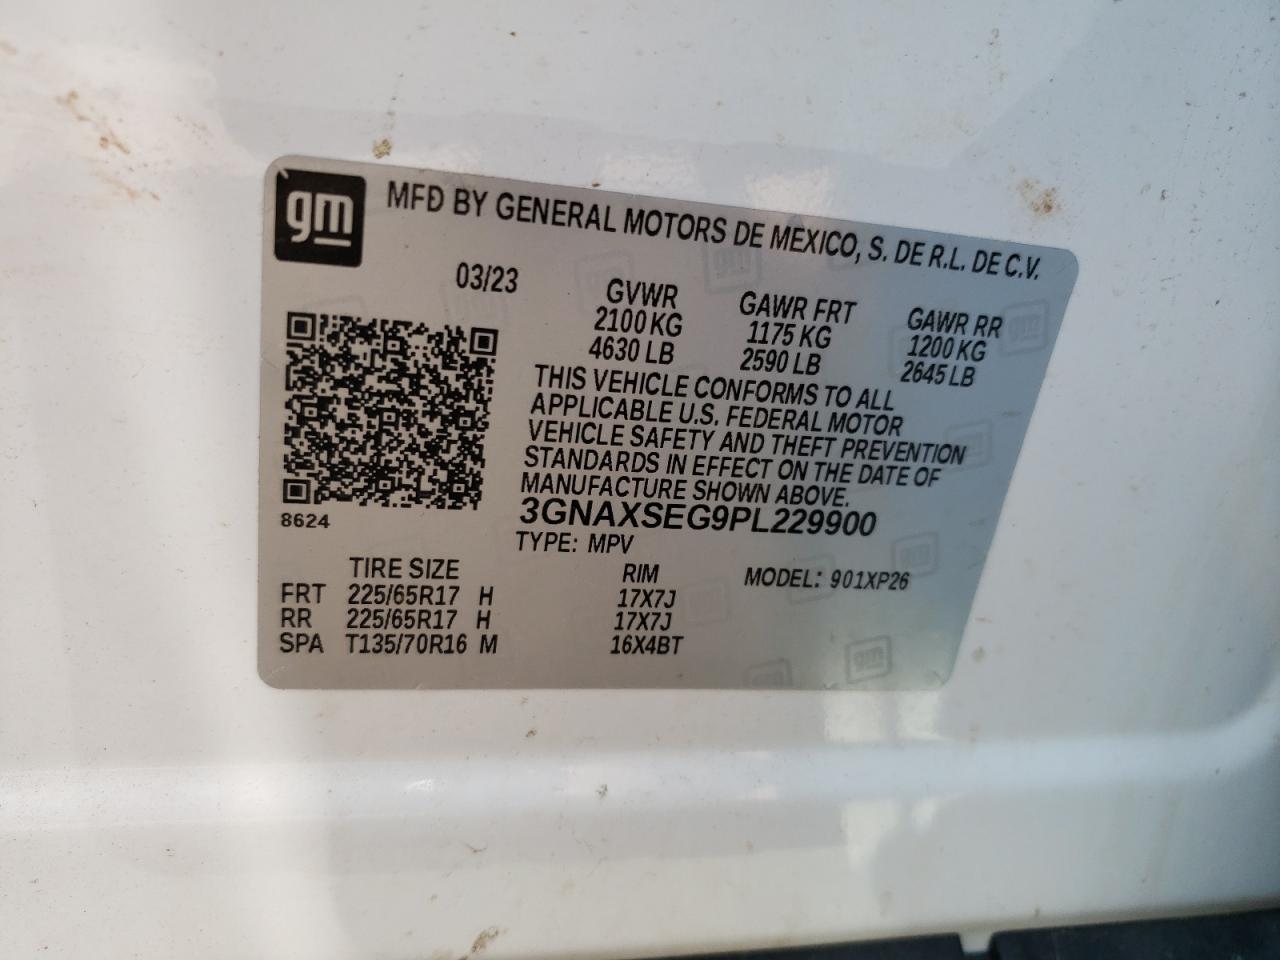 gm
MFD BY GENERAL MOTORS DE MEXICO, S. DE R.L. DE C.V.
03/23
GVWR GAWR FRT GAWR RR
2100 KG 1175 KG 1200 KG
4630 LB 2590 LB 2645 LB
THIS VEHICLE CONFORMS TO ALL
APPLICABLE U.S. FEDERAL MOTOR
VEHICLE SAFETY AND THEFT PREVENTION
STANDARDS IN EFFECT ON THE DATE OF
MANUFACTURE SHOWN ABOVE.
3GNAXSEG9PL229900
8624
TYPE: MPV MODEL: 901XP26
TIRE SIZE RIM
FRT 225/65R17 H 17X7J
RR 225/65R17 H 17X7J
SPA T135/70R16 M 16X4BT